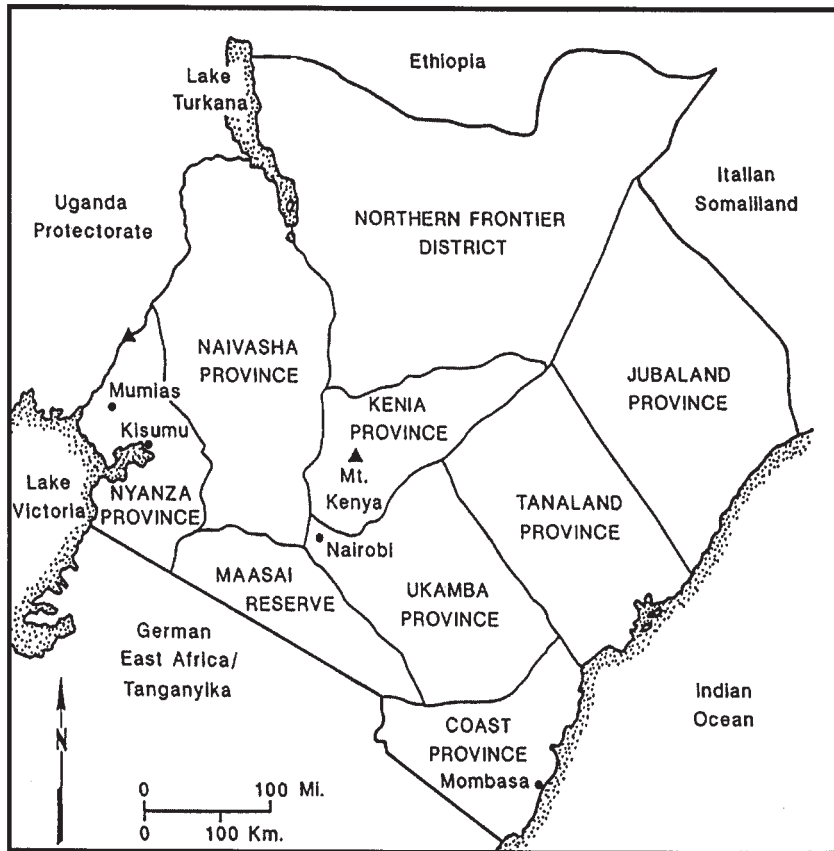 Ethiopia
Lake
Turkana
Italian
Somaliland
Uganda
Protectorate
NORTHERN FRONTIER
DISTRICT
NAIVASHA
PROVINCE
JUBALAND
PROVINCE
Mumias
KENIA
PROVINCE
Kisumu
Mt.
Kenya
Lake
Victoria
NYANZA
PROVINCE
TANALAND
PROVINCE
Nairobi
MAASAI
RESERVE
UKAMBA
PROVINCE
German
East Africa/
Tanganyika
Indian
Ocean
COAST
PROVINCE
Mombasa
N
0 100 Mi.
0 100 Km.